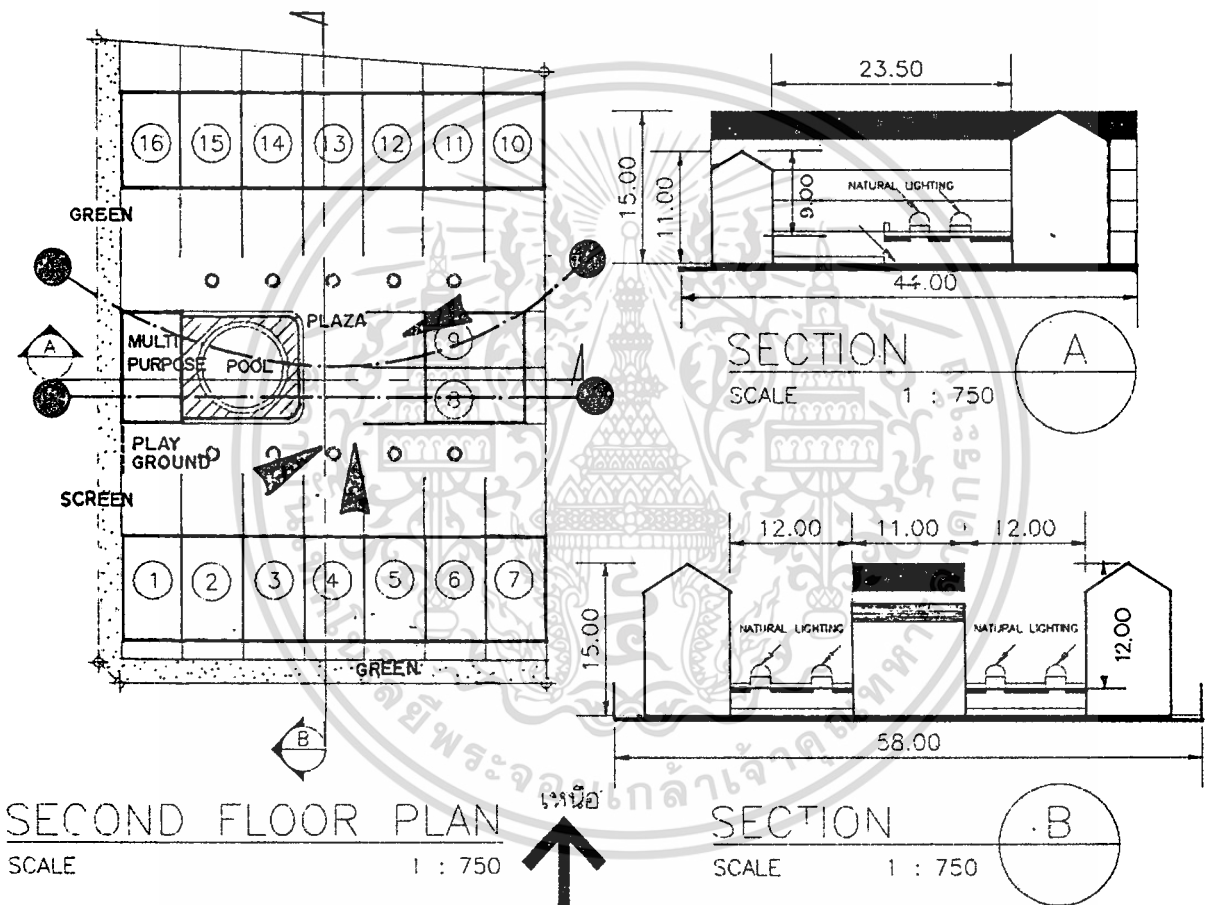 16 15 14 13 12 11 10
GREEN
PLAZA
MULTI
PURPOSE
POOL
9
8
A
PLAY
GROUND
SCREEN
1 2 3 4 5 6 7
GREEN
B
SECOND FLOOR PLAN
SCALE 1 : 750
เหนือ
23.50
15.00
11.00
9.00
NATURAL LIGHTING
44.00
SECTION A
SCALE 1 : 750
12.00 11.00 12.00
15.00
NATURAL LIGHTING
NATURAL LIGHTING
12.00
58.00
SECTION B
SCALE 1 : 750